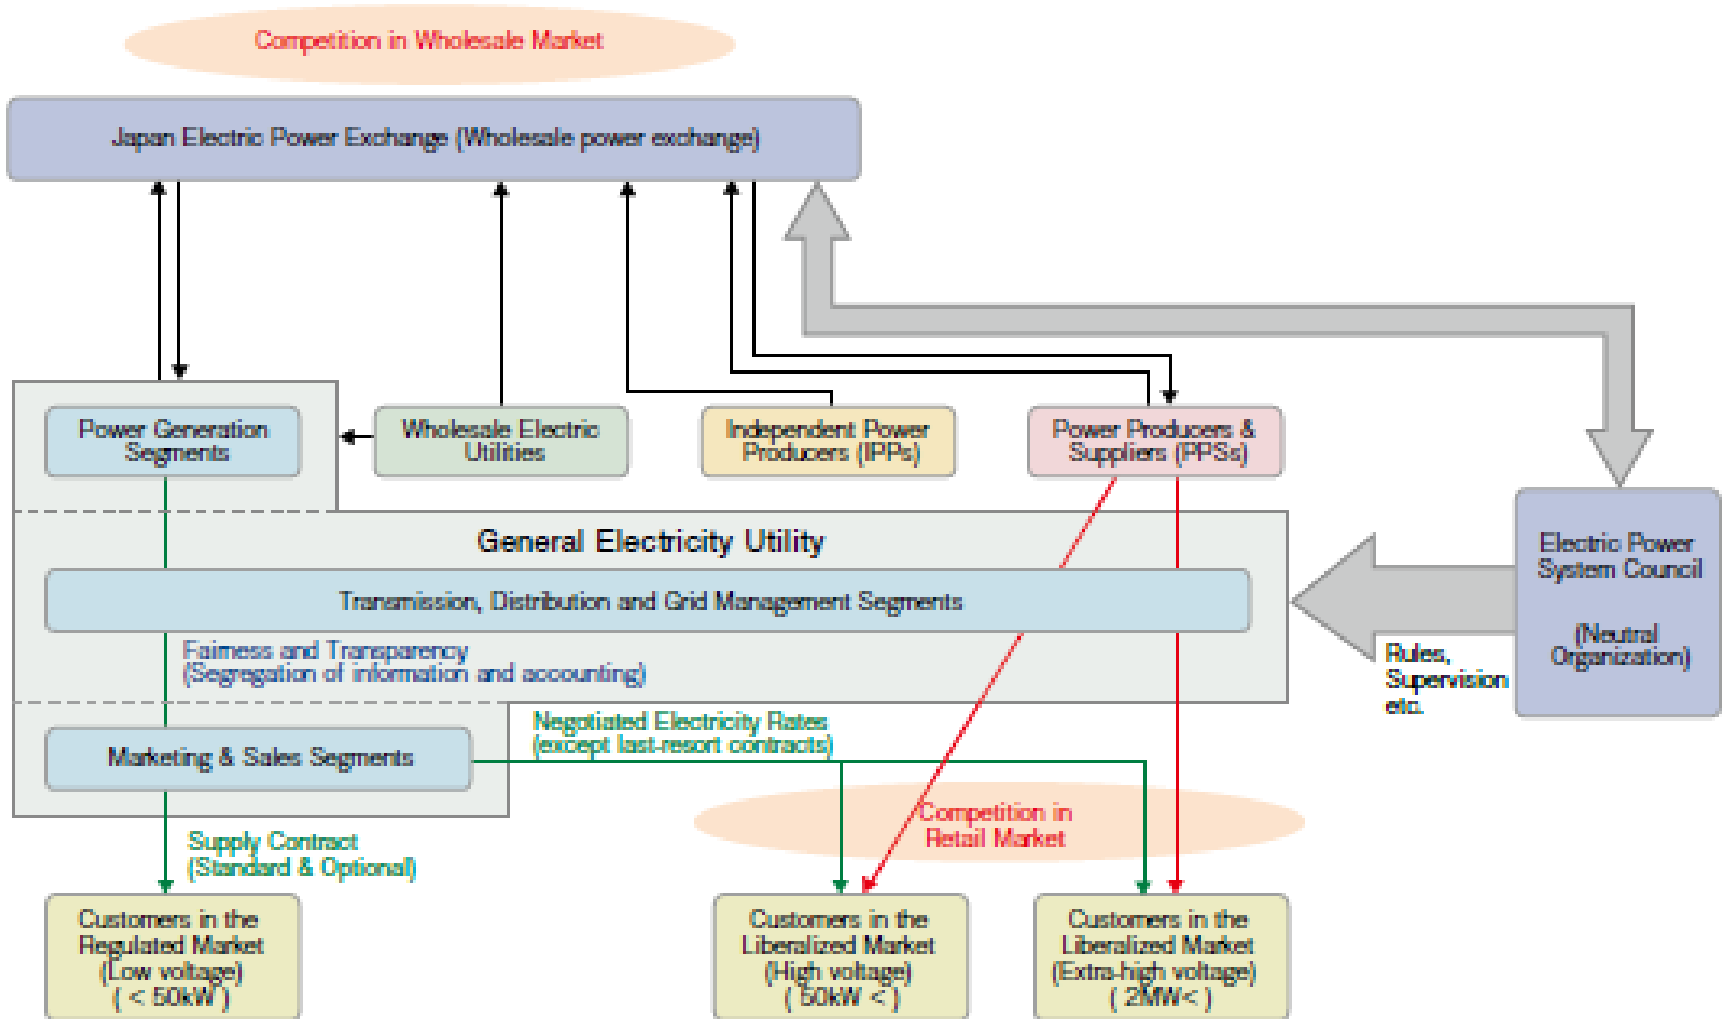 Competition in Wholesale Market
Japan Electric Power Exchange (Wholesale power exchange)
Power Generation
Segments
Wholesale Electric
Utilities
Independent Power
Producers (IPPs)
Power Producers &
Suppliers (PPSs)
General Electricity Utility
Electric Power
System Council
(Neutral
Organization)
Transmission, Distribution and Grid Management Segments
Fairness and Transparency
(Segregation of information and accounting)
Rules,
Supervision
etc.
Negotiated Electricity Rates
(except last-resort contracts)
Marketing & Sales Segments
Competition in
Retail Market
Supply Contract
(Standard & Optional)
Customers in the
Regulated Market
(Low voltage)
( < 50kW )
Customers in the
Liberalized Market
(High voltage)
( 50kW < )
Customers in the
Liberalized Market
(Extra-high voltage)
( 2MW< )